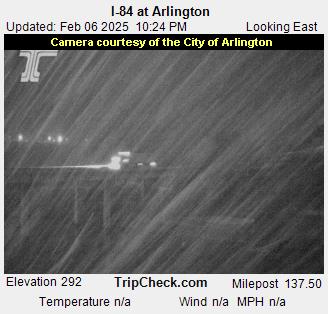 I-84 at Arlington
Updated: Feb 06 2025 10:24 PM Looking East
Camera courtesy of the City of Arlington
Elevation 292 TripCheck.com Milepost 137.50
Temperature n/a Wind n/a MPH n/a